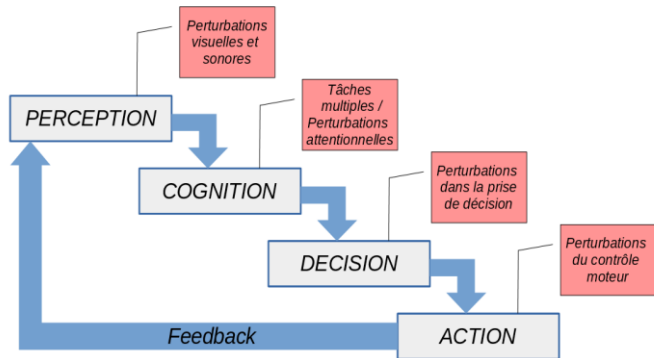 Perturbations
visuelles et
sonores
PERCEPTION
Tâches
multiples /
Perturbations
attentionnelles
COGNITION
Perturbations
dans la prise
de décision
DECISION
Perturbations
du contrôle
moteur
Feedback
ACTION